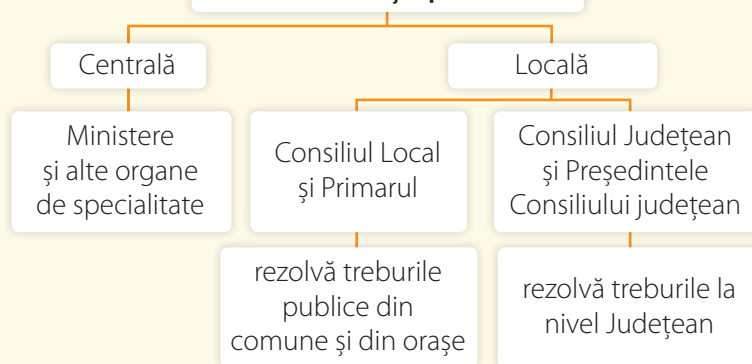 Centrală
Locală
Ministere
și alte organe
de specialitate
Consiliul Local
și Primarul
Consiliul Județean
și Președintele
Consiliului județean
rezolvă treburile
publice din
comune și din orașe
rezolvă treburile la
nivel Județean